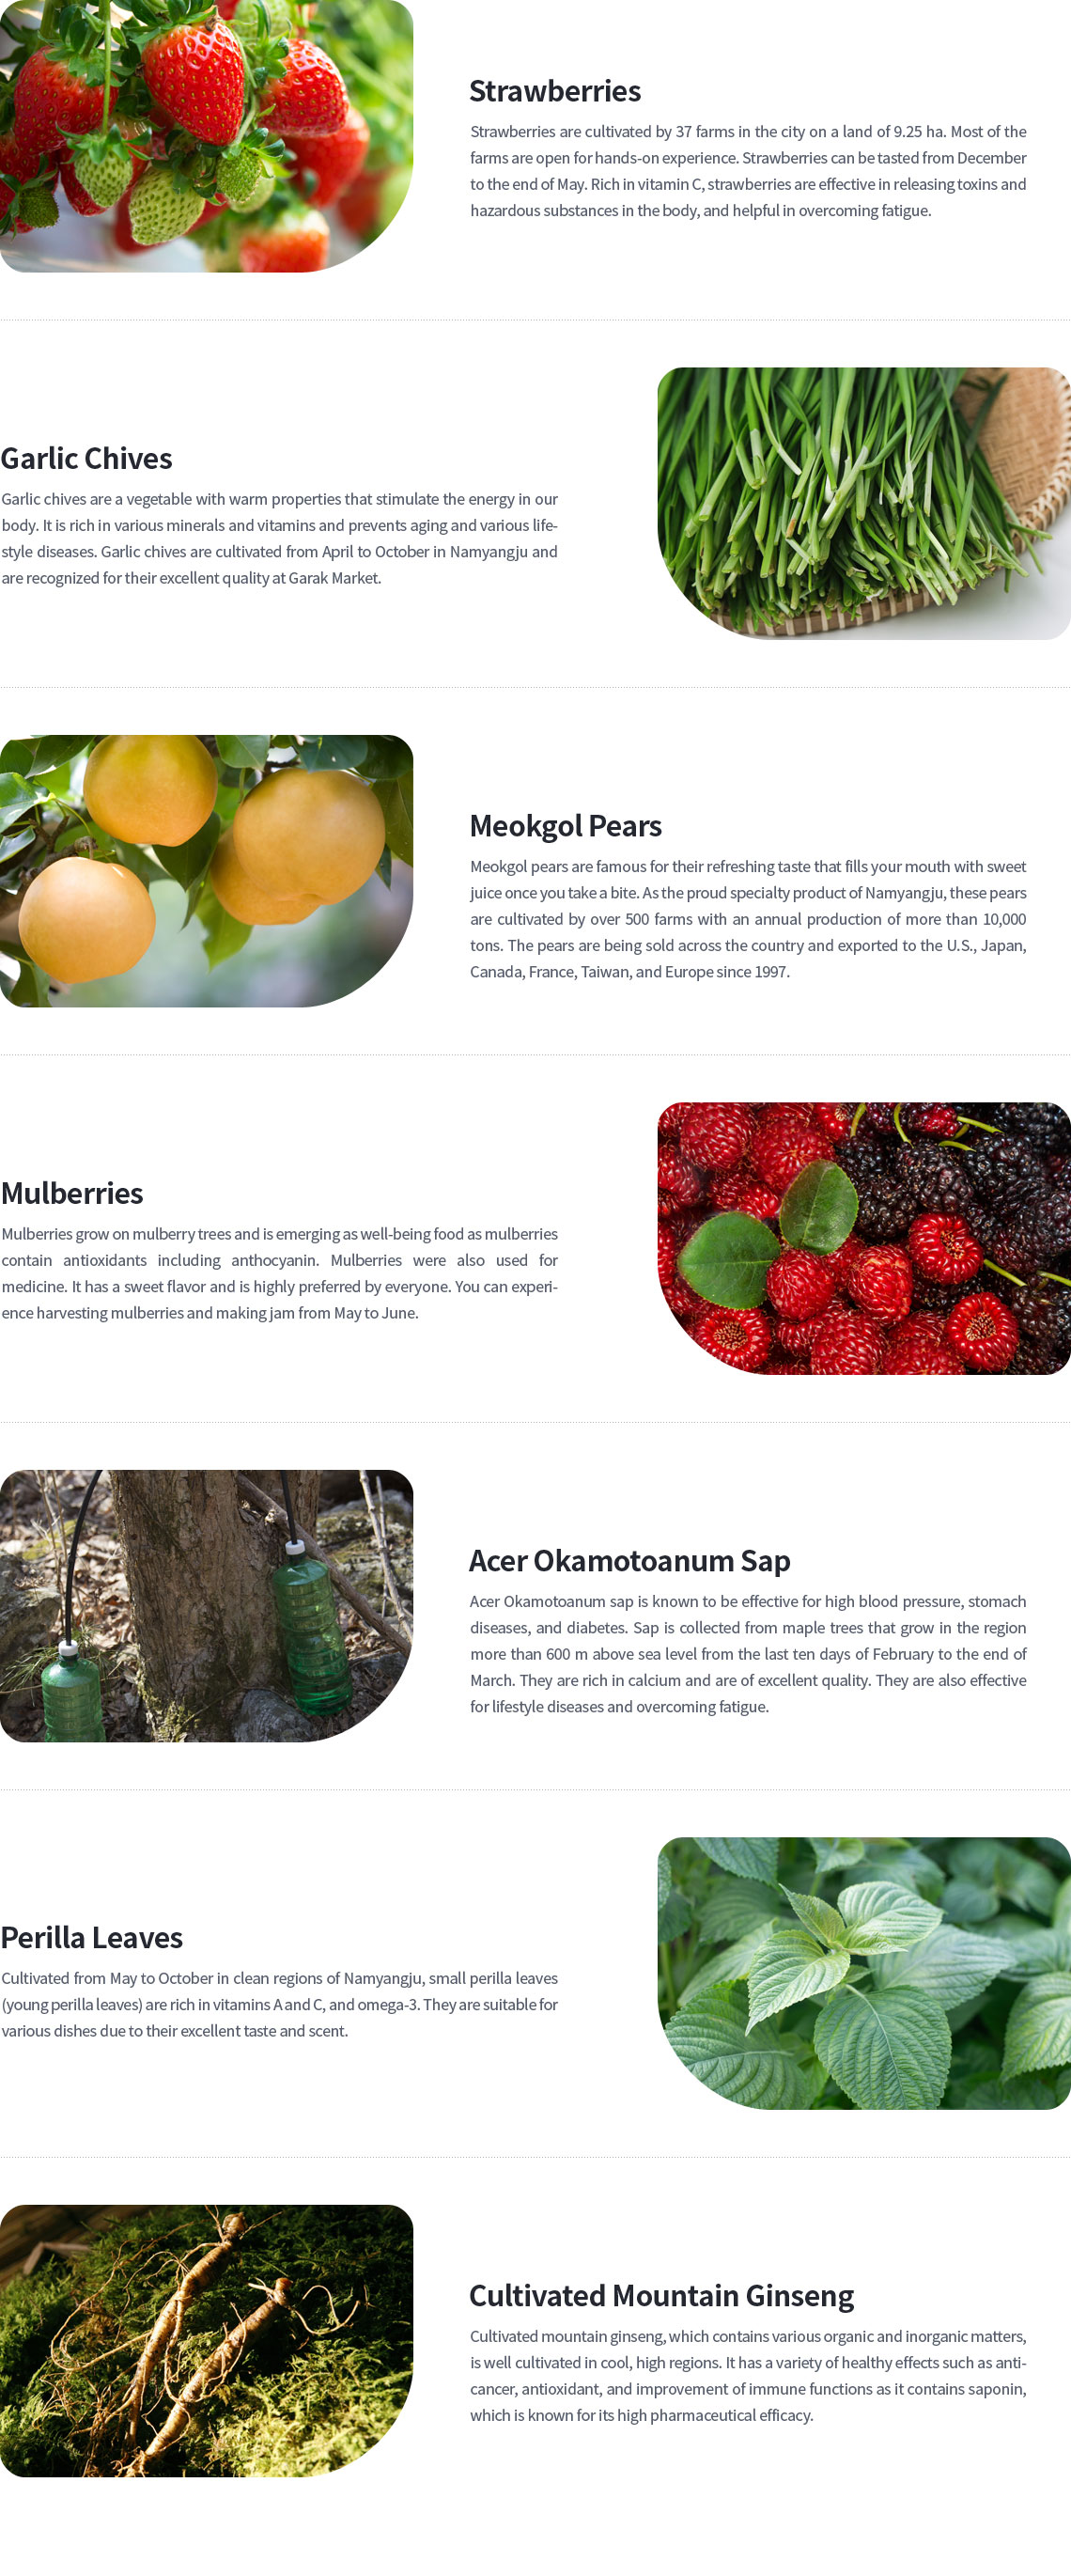 Strawberries
Strawberries are cultivated by 37 farms in the city on a land of 9.25 ha. Most of the
farms are open for hands-on experience. Strawberries can be tasted from December
to the end of May. Rich in vitamin C, strawberries are effective in releasing toxins and
hazardous substances in the body, and helpful in overcoming fatigue.
Garlic Chives
Garlic chives are a vegetable with warm properties that stimulate the energy in our
body. It is rich in various minerals and vitamins and prevents aging and various life-
style diseases. Garlic chives are cultivated from April to October in Namyangju and
are recognized for their excellent quality at Garak Market.
Meokgol Pears
Meokgol pears are famous for their refreshing taste that fills your mouth with sweet
juice once you take a bite. As the proud specialty product of Namyangju, these pears
are cultivated by over 500 farms with an annual production of more than 10,000
tons. The pears are being sold across the country and exported to the U.S., Japan,
Canada, France, Taiwan, and Europe since 1997.
Mulberries
Mulberries grow on mulberry trees and is emerging as well-being food as mulberries
contain antioxidants including anthocyanin. Mulberries were also used for
medicine. It has a sweet flavor and is highly preferred by everyone. You can experi-
ence harvesting mulberries and making jam from May to June.
Acer Okamotoanum Sap
Acer Okamotoanum sap is known to be effective for high blood pressure, stomach
diseases, and diabetes. Sap is collected from maple trees that grow in the region
more than 600 m above sea level from the last ten days of February to the end of
March. They are rich in calcium and are of excellent quality. They are also effective
for lifestyle diseases and overcoming fatigue.
Perilla Leaves
Cultivated from May to October in clean regions of Namyangju, small perilla leaves
(young perilla leaves) are rich in vitamins A and C, and omega-3. They are suitable for
various dishes due to their excellent taste and scent.
Cultivated Mountain Ginseng
Cultivated mountain ginseng, which contains various organic and inorganic matters,
is well cultivated in cool, high regions. It has a variety of healthy effects such as anti-
cancer, antioxidant, and improvement of immune functions as it contains saponin,
which is known for its high pharmaceutical efficacy.